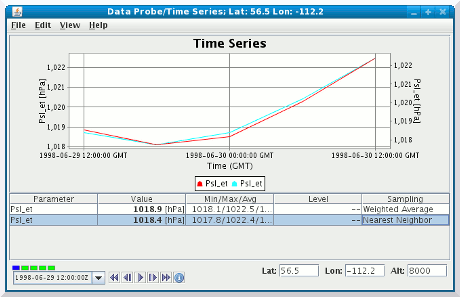 Data Probe/Time Series; Lat: 56.5 Lon: -112.2
File Edit View Help
Time Series
1,022
1,021
1,020
1,019
1,018
Psl_et [hPa]
1,022
1,021
1,020
1,019
1,018
Psl_et [hPa]
1998-06-29 12:00:00 GMT 1998-06-30 00:00:00 GMT 1998-06-30 12:00:00 GMT
Time (GMT)
Psl_et Psl_et
Parameter Value Min/Max/Avg Level Sampling
Psl_et 1018.9 [hPa] 1018.1/1022.5/1... -- Weighted Average
Psl_et 1018.4 [hPa] 1017.8/1022.4/1... -- Nearest Neighbor
1998-06-29 12:00:00Z Lat: 56.5 Lon: -112.2 Alt: 8000